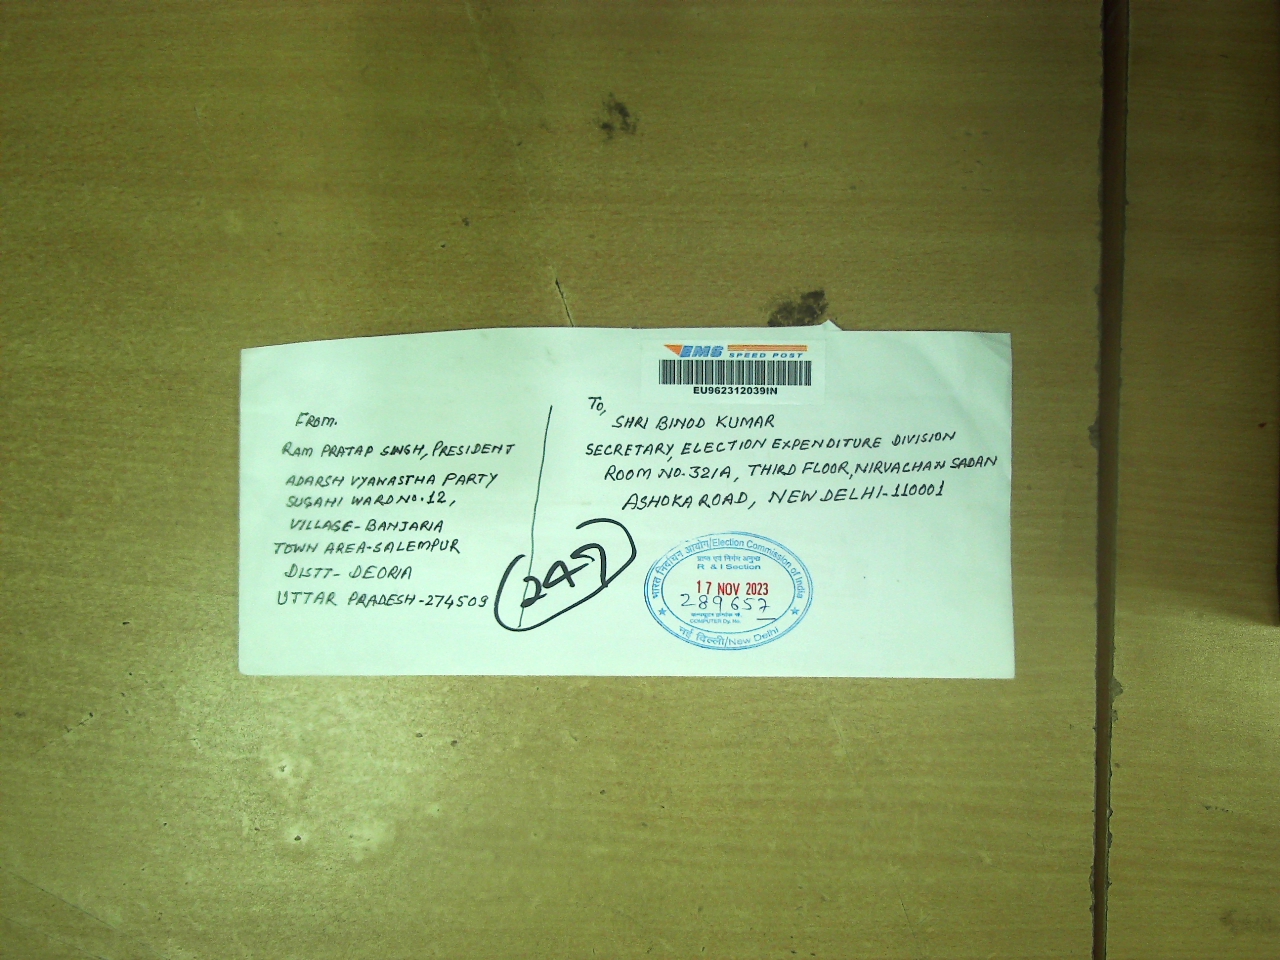 EMS SPEED POST
EU962312039IN
FROM.
RAM PRATAP SINGH, PRESIDENT
ADARSH VYAWASTHA PARTY
SUGAHI WARD NO. 12,
VILLAGE-BANJARIA
TOWN AREA-SALEMPUR
DISTT- DEORIA
UTTAR PRADESH-274509
24-7
To,
SHRI BINOD KUMAR
SECRETARY, ELECTION EXPENDITURE DIVISION
ROOM NO. 321A, THIRD FLOOR, NIRVACHAN SADAN
ASHOKA ROAD, NEW DELHI-110001
भारत निर्वाचन आयोग/Election Commission of India
प्राप्त एवं निर्गम अनुभाग
R & I Section
17 NOV 2023
289657
कम्प्यूटर डायरी सं.
COMPUTER Dy. No.
नई दिल्ली/New Delhi